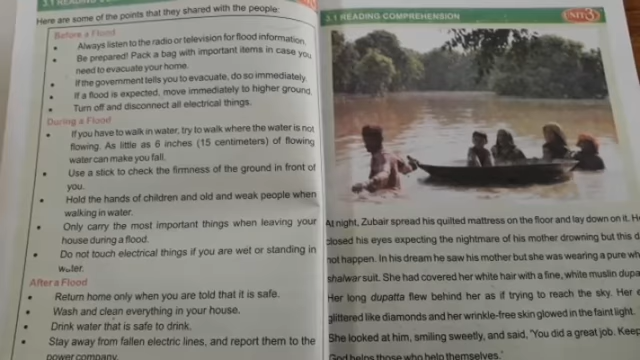 3.1 READING
Here are some of the points that they shared with the people:
Before a Flood
• Always listen to the radio or television for flood information.
• Be prepared! Pack a bag with important items in case you
need to evacuate your home.
• If the government tells you to evacuate, do so immediately.
• If a flood is expected, move immediately to higher ground.
• Turn off and disconnect all electrical things.
During a Flood
• If you have to walk in water, try to walk where the water is not
flowing. As little as 6 inches (15 centimeters) of flowing
water can make you fall.
• Use a stick to check the firmness of the ground in front of
you.
• Hold the hands of children and old and weak people when
walking in water.
• Only carry the most important things when leaving your
house during a flood.
• Do not touch electrical things if you are wet or standing in
water.
After a Flood
• Return home only when you are told that it is safe.
• Wash and clean everything in your house.
• Drink water that is safe to drink.
• Stay away from fallen electric lines, and report them to the
power company.
3.1 READING COMPREHENSION
UNIT 3
At night, Zubair spread his quilted mattress on the floor and lay down on it. He
closed his eyes expecting the nightmare of his mother drowning but this d
not happen. In his dream he saw his mother but she was wearing a pure wh
shalwar suit. She had covered her white hair with a fine, white muslin dupa
Her long dupatta flew behind her as if trying to reach the sky. Her e
glittered like diamonds and her wrinkle-free skin glowed in the faint light.
She looked at him, smiling sweetly, and said, 'You did a great job. Keep
God helps those who help themselves.'